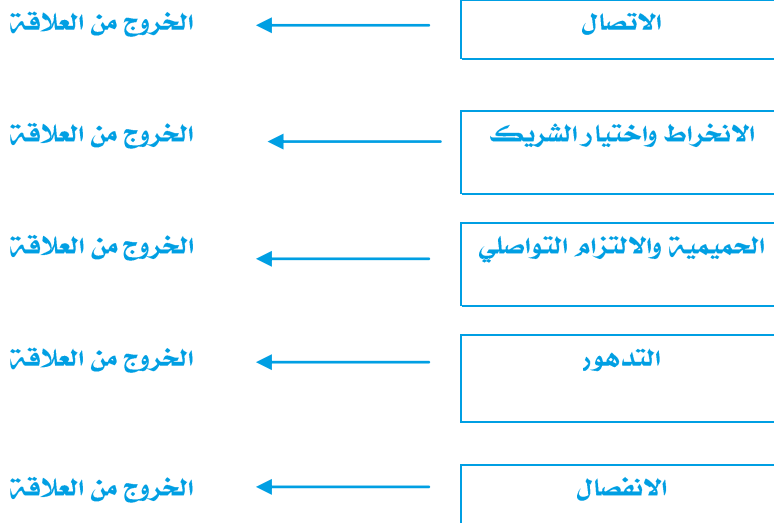 الاتصال
الخروج من العلاقة
الانخراط واختيار الشريك
الخروج من العلاقة
الحميمية والالتزام التواصلي
الخروج من العلاقة
التدهور
الخروج من العلاقة
الانفصال
الخروج من العلاقة